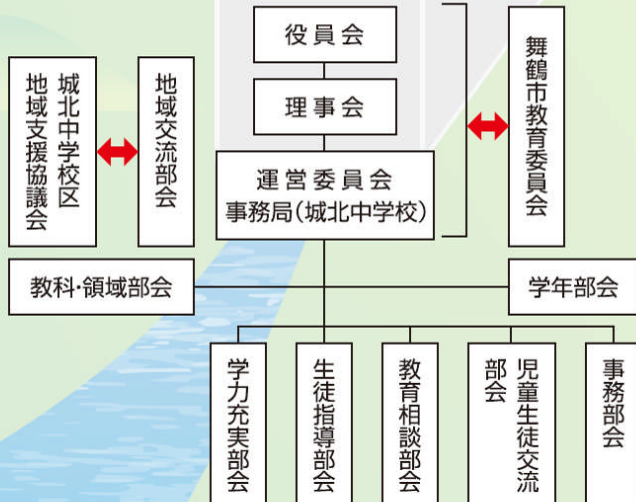 役員会
理事会
運営委員会
事務局(城北中学校)
舞鶴市教育委員会
地域交流部会
城北中学校区
地域支援協議会
教科・領域部会
学年部会
学力充実部会
生徒指導部会
教育相談部会
児童生徒交流
部会
事務部会